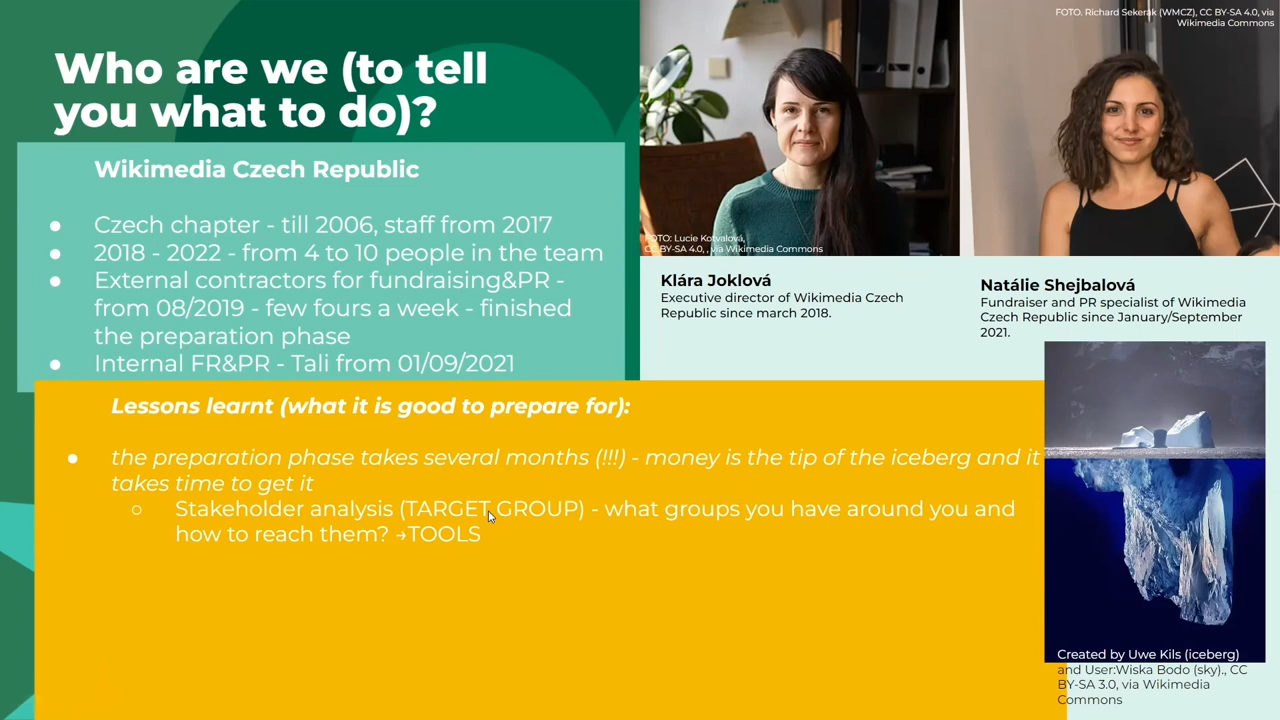 Who are we (to tell
you what to do)?
Wikimedia Czech Republic
● Czech chapter - till 2006, staff from 2017
● 2018 - 2022 - from 4 to 10 people in the team
● External contractors for fundraising&PR -
from 08/2019 - few fours a week - finished
the preparation phase
● Internal FR&PR - Tali from 01/09/2021
FOTO: Lucie Kotvalová,
CC BY-SA 4.0, , via Wikimedia Commons
FOTO. Richard Sekerák (WMCZ), CC BY-SA 4.0, via
Wikimedia Commons
Klára Joklová
Executive director of Wikimedia Czech
Republic since march 2018.
Natálie Shejbalová
Fundraiser and PR specialist of Wikimedia
Czech Republic since January/September
2021.
Lessons learnt (what it is good to prepare for):
● the preparation phase takes several months (!!!) - money is the tip of the iceberg and it
takes time to get it
○ Stakeholder analysis (TARGET GROUP) - what groups you have around you and
how to reach them? →TOOLS
Created by Uwe Kils (iceberg)
and User:Wiska Bodo (sky)., CC
BY-SA 3.0, via Wikimedia
Commons